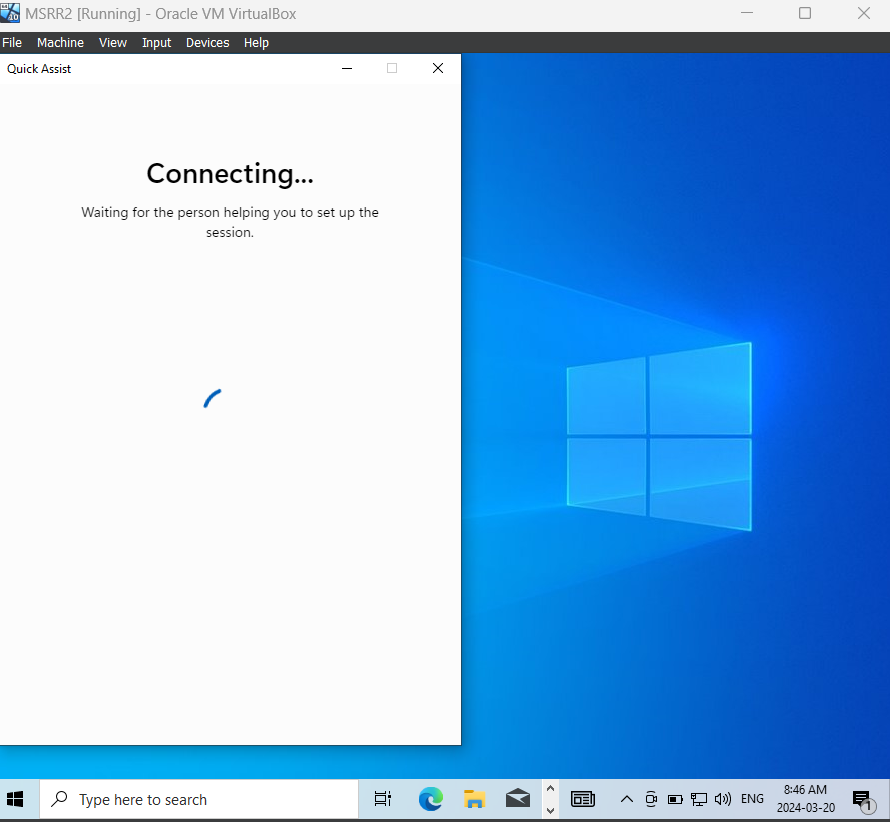 MSRR2 [Running] - Oracle VM VirtualBox
File Machine View Input Devices Help
Quick Assist
Connecting...
Waiting for the person helping you to set up the
session.
Type here to search
ENG
8:46 AM
2024-03-20
1